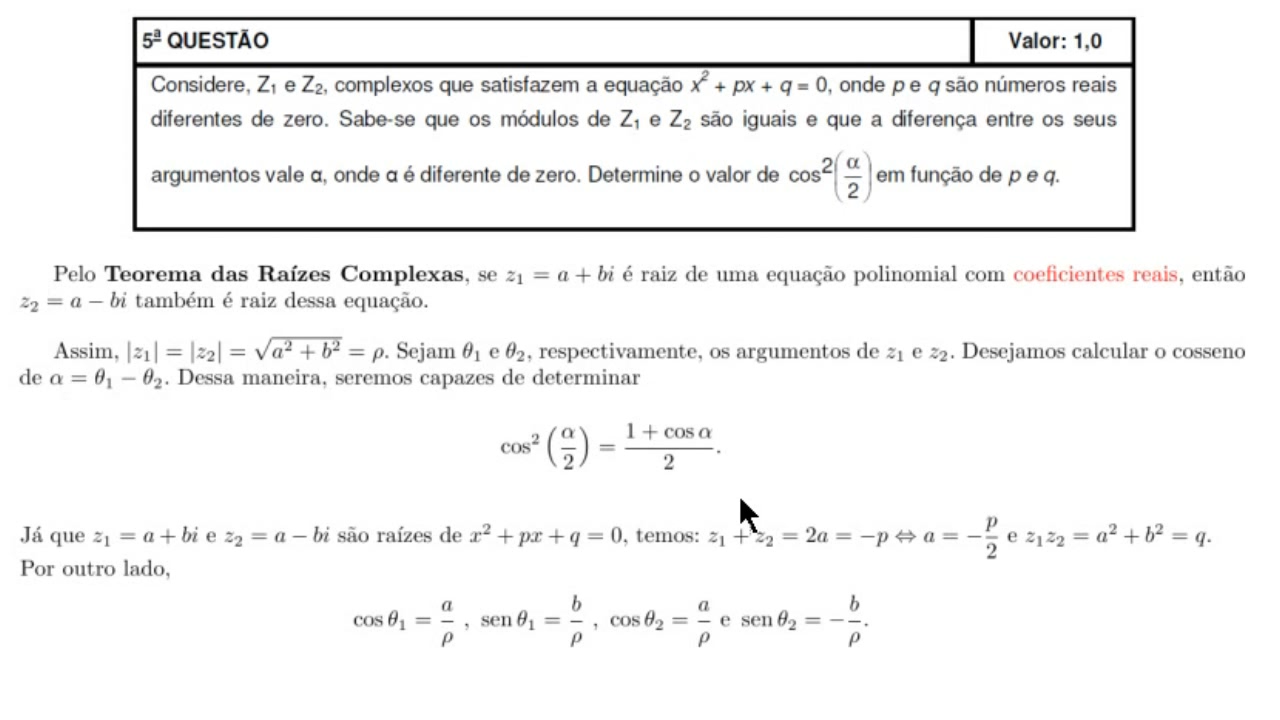 5ª QUESTÃO Valor: 1,0
Considere, Z₁ e Z₂, complexos que satisfazem a equação x² + px + q = 0, onde p e q são números reais
diferentes de zero. Sabe-se que os módulos de Z₁ e Z₂ são iguais e que a diferença entre os seus
argumentos vale α, onde α é diferente de zero. Determine o valor de cos²(α/2) em função de p e q.
Pelo Teorema das Raízes Complexas, se z₁ = a + bi é raiz de uma equação polinomial com coeficientes reais, então
z₂ = a − bi também é raiz dessa equação.
Assim, |z₁| = |z₂| = √(a² + b²) = ρ. Sejam θ₁ e θ₂, respectivamente, os argumentos de z₁ e z₂. Desejamos calcular o cosseno
de α = θ₁ − θ₂. Dessa maneira, seremos capazes de determinar
cos² (α/2) = (1 + cos α)/2.
Já que z₁ = a + bi e z₂ = a − bi são raízes de x² + px + q = 0, temos: z₁ + z₂ = 2a = −p ⇔ a = −p/2 e z₁z₂ = a² + b² = q.
Por outro lado,
cos θ₁ = a/ρ , sen θ₁ = b/ρ , cos θ₂ = a/ρ e sen θ₂ = −b/ρ.